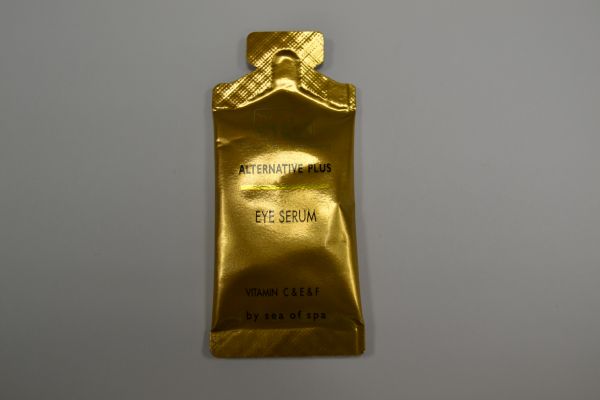 ALTERNATIVE PLUS
EYE SERUM
VITAMIN C & E & F
by sea of spa